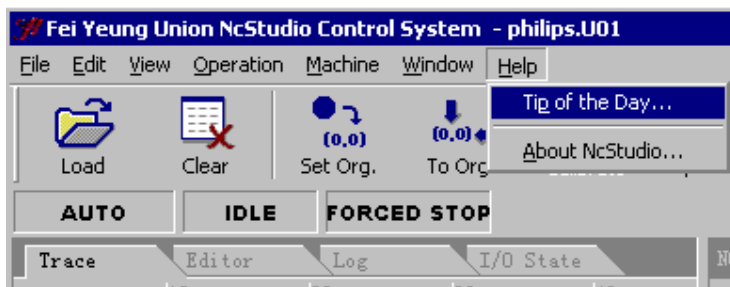 Fei Yeung Union NcStudio Control System - philips.U01
File Edit View Operation Machine Window Help
Tip of the Day...
About NcStudio...
(0,0) (0,0)
Load Clear Set Org. To Org
AUTO IDLE FORCED STOP
Trace Editor Log I/O State